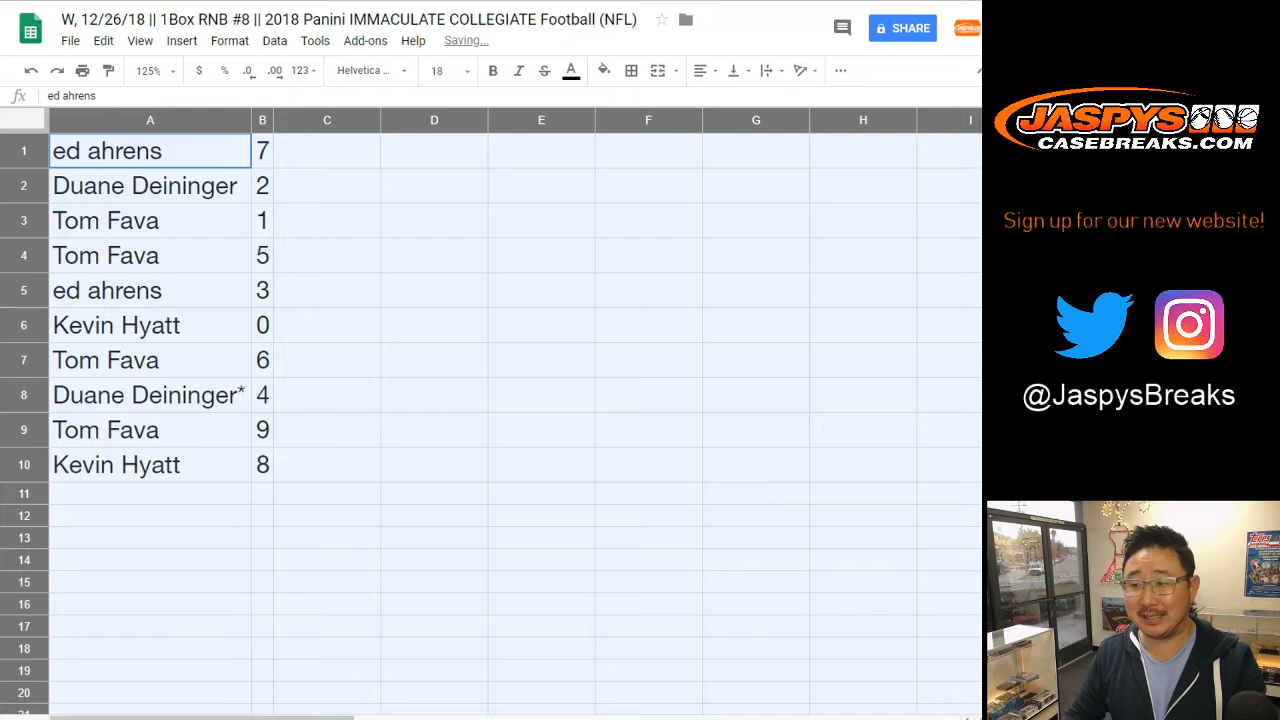 W, 12/26/18 || 1Box RNB #8 || 2018 Panini IMMACULATE COLLEGIATE Football (NFL)
File Edit View Insert Format Data Tools Add-ons Help Saving...
SHARE
125% $ % .0 .00 123 Helvetica ... 18 B I S A
fx ed ahrens
A B C D E F G H I
1 ed ahrens 7
2 Duane Deininger 2
3 Tom Fava 1
4 Tom Fava 5
5 ed ahrens 3
6 Kevin Hyatt 0
7 Tom Fava 6
8 Duane Deininger* 4
9 Tom Fava 9
10 Kevin Hyatt 8
11
12
13
14
15
16
17
18
19
20
JASPYS
CASEBREAKS.COM
Sign up for our new website!
@JaspysBreaks